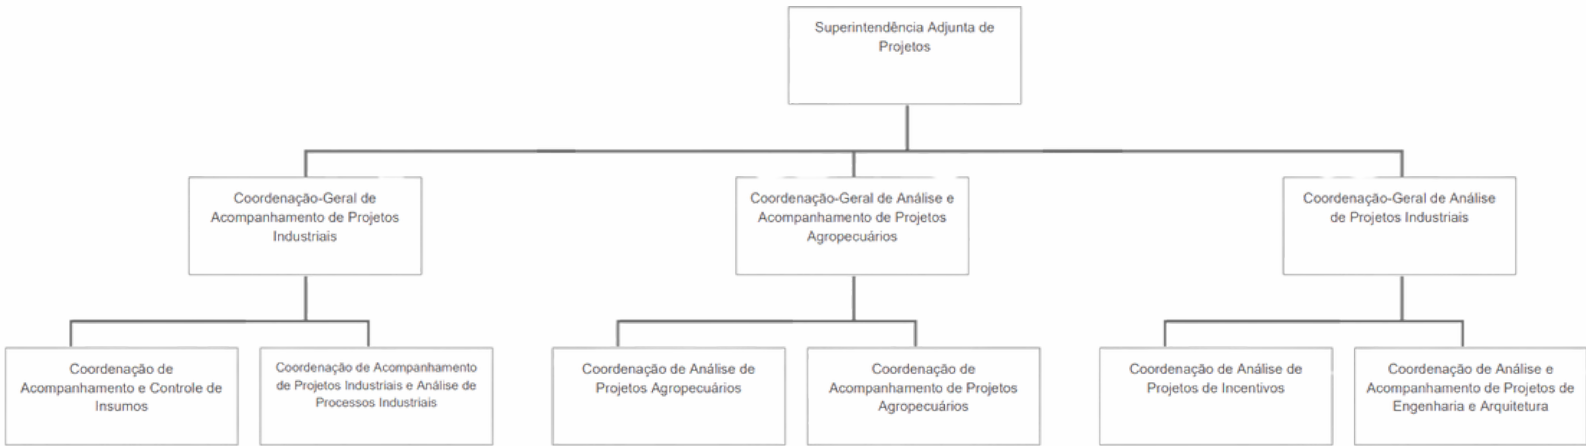 Superintendência Adjunta de
Projetos
Coordenação-Geral de
Acompanhamento de Projetos
Industriais
Coordenação-Geral de Análise e
Acompanhamento de Projetos
Agropecuários
Coordenação-Geral de Análise
de Projetos Industriais
Coordenação de
Acompanhamento e Controle de
Insumos
Coordenação de Acompanhamento
de Projetos Industriais e Análise de
Processos Industriais
Coordenação de Análise de
Projetos Agropecuários
Coordenação de
Acompanhamento de Projetos
Agropecuários
Coordenação de Análise de
Projetos de Incentivos
Coordenação de Análise e
Acompanhamento de Projetos de
Engenharia e Arquitetura